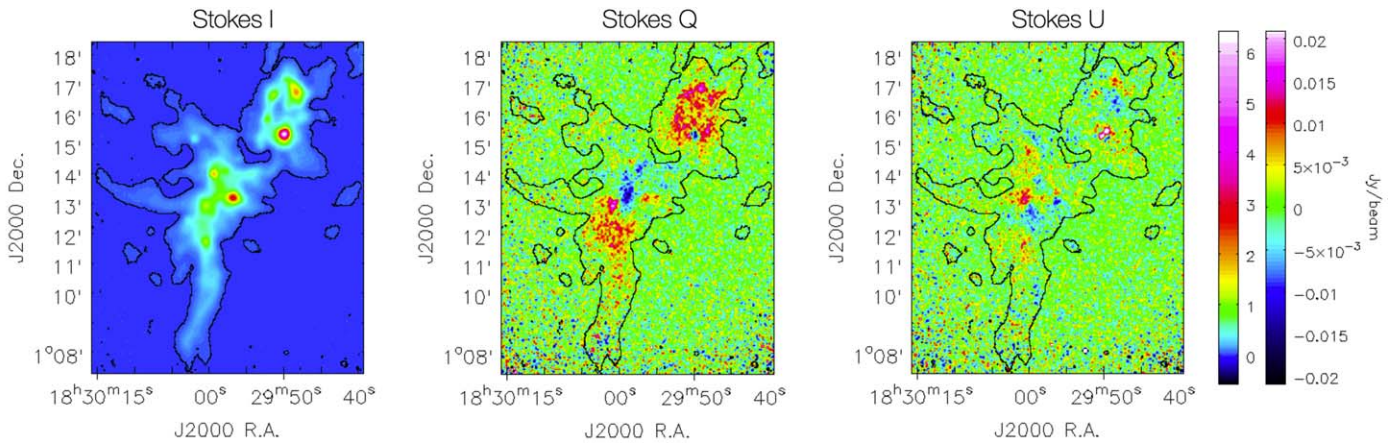 Stokes I
Stokes Q
Stokes U
J2000 Dec.
18'
17'
16'
15'
14'
13'
12'
11'
10'
1°08'
18h30m15s
00s
29m50s
40s
J2000 R.A.
J2000 Dec.
18'
17'
16'
15'
14'
13'
12'
11'
10'
1°08'
18h30m15s
00s
29m50s
40s
J2000 R.A.
J2000 Dec.
18'
17'
16'
15'
14'
13'
12'
11'
10'
1°08'
18h30m15s
00s
29m50s
40s
J2000 R.A.
6
5
4
3
2
1
0
0.02
0.015
0.01
5×10⁻³
0
−5×10⁻³
−0.01
−0.015
−0.02
Jy/beam